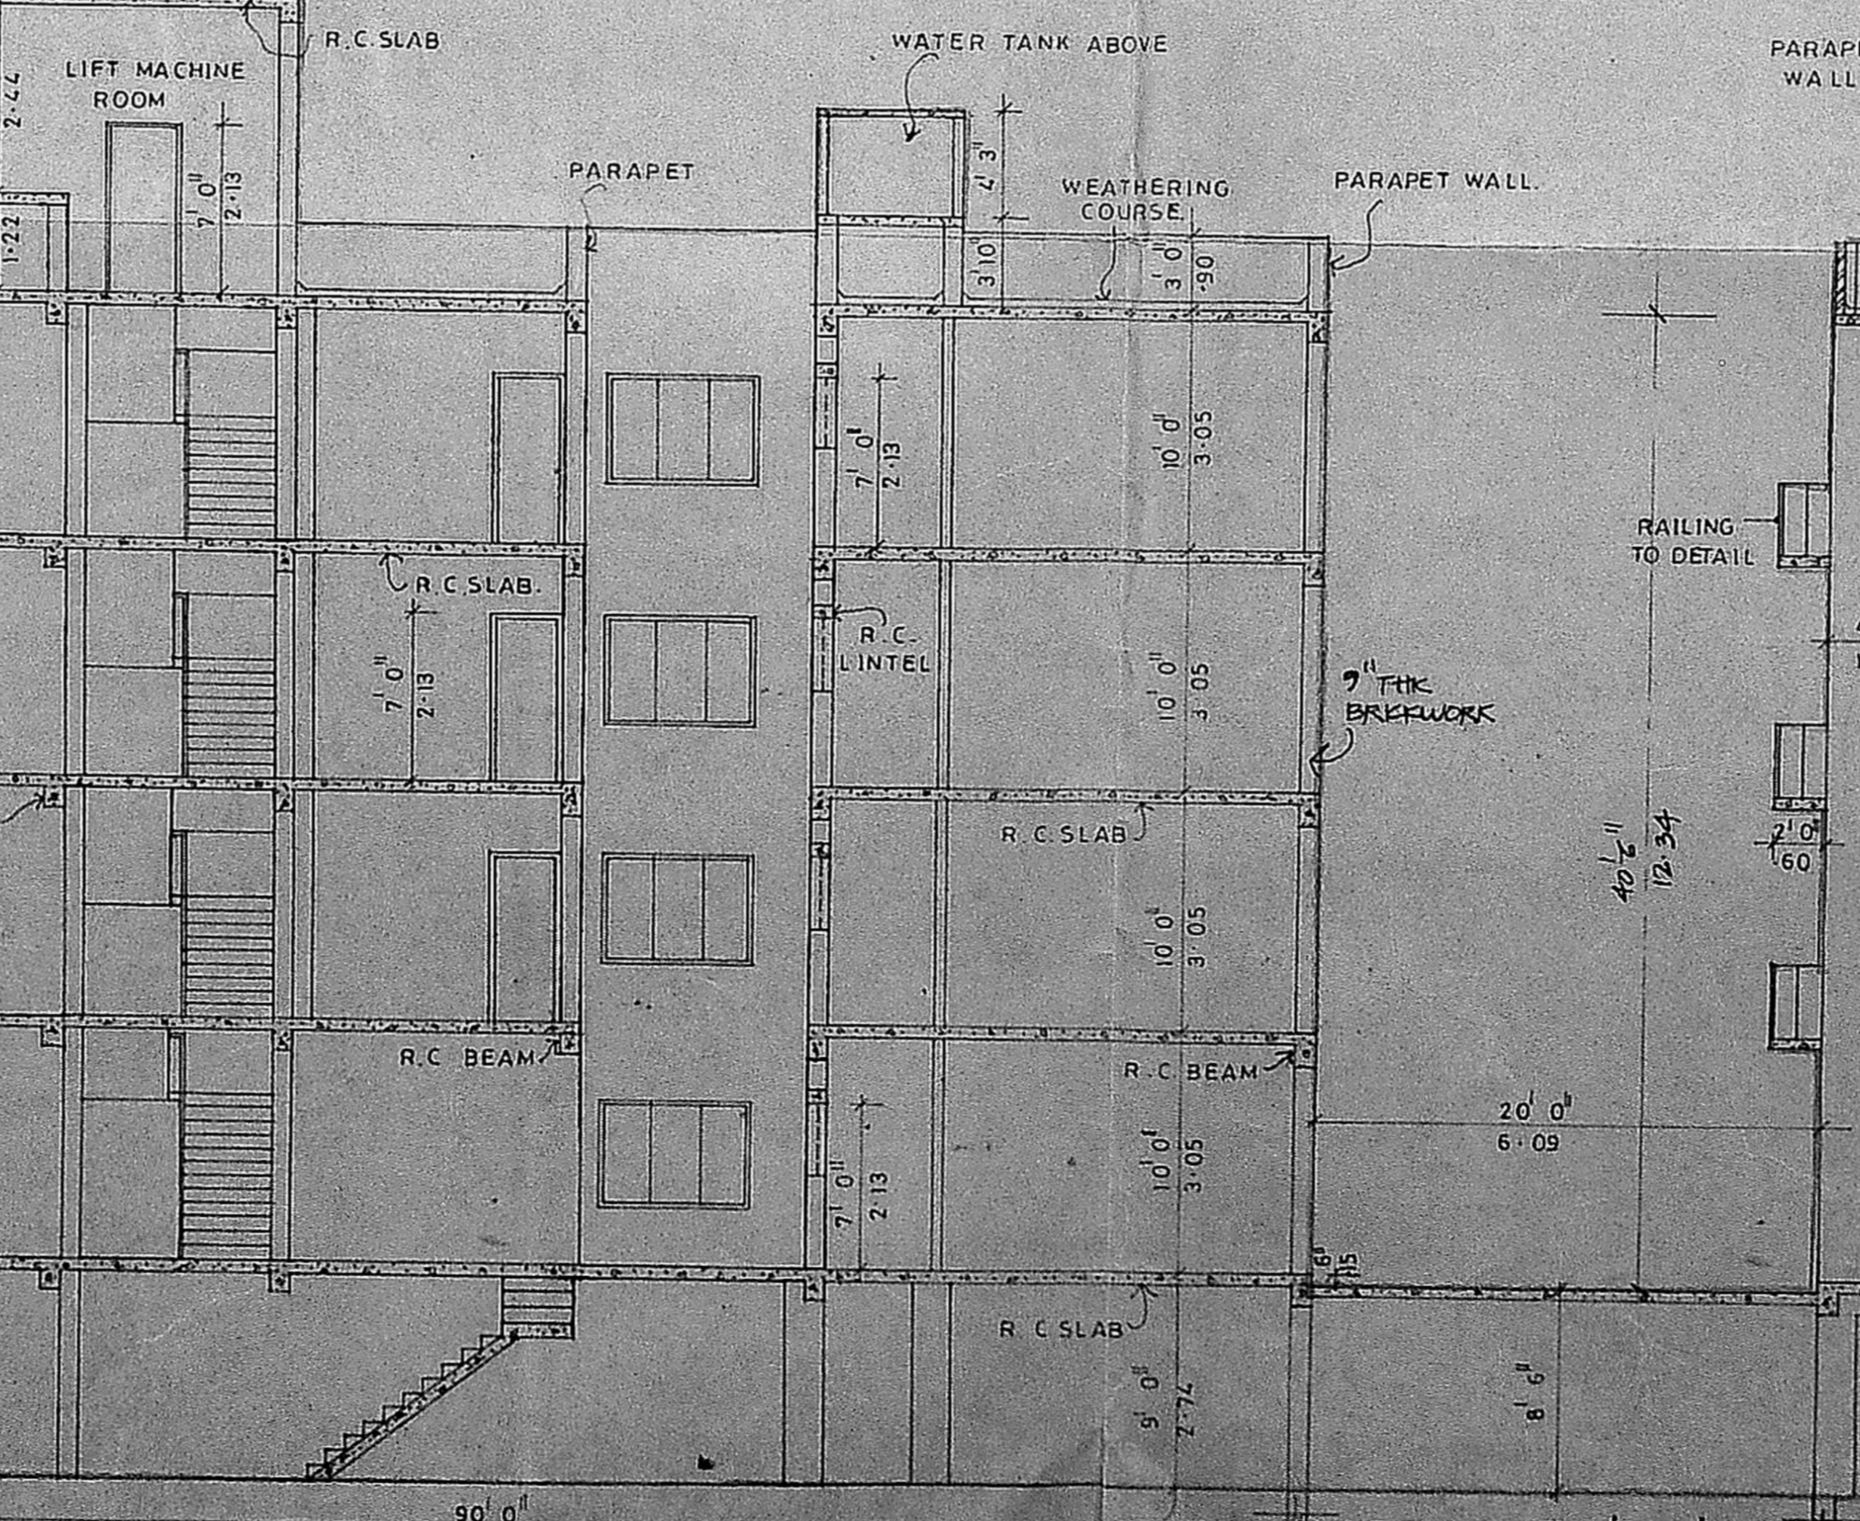 R.C.SLAB
LIFT MACHINE
ROOM
2·44
7' 0"
2·13
1·22
PARAPET
WATER TANK ABOVE
4' 3"
3' 10"
WEATHERING
COURSE.
3' 0"
·90
PARAPET WALL.
PARAP
WALL
7' 0"
2·13
10' 0"
3·05
RAILING
TO DETAIL
R.C.SLAB.
7' 0"
2·13
R.C.
LINTEL
10' 0"
3·05
9" THK
BRICKWORK
R.C.SLAB
40' 6"
12·34
2' 0"
60
10' 0"
3·05
R.C BEAM
R.C. BEAM
20' 0"
6·09
7' 0"
2·13
10' 0"
3·05
6"
·15
R C SLAB
9' 0"
2·74
8' 6"
90' 0"